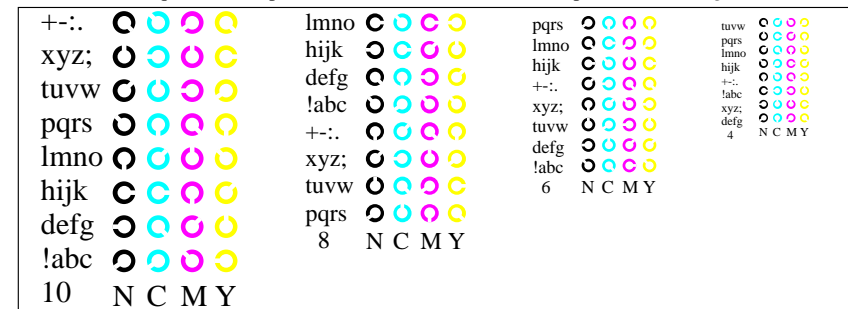 +-:.
xyz;
tuvw
pqrs
lmno
hijk
defg
!abc
10 N C M Y
lmno
hijk
defg
!abc
+-:.
xyz;
tuvw
pqrs
8 N C M Y
pqrs
lmno
hijk
+-:.
xyz;
tuvw
defg
!abc
6 N C M Y
tuvw
pqrs
lmno
hijk
+-:.
!abc
xyz;
defg
4 N C M Y